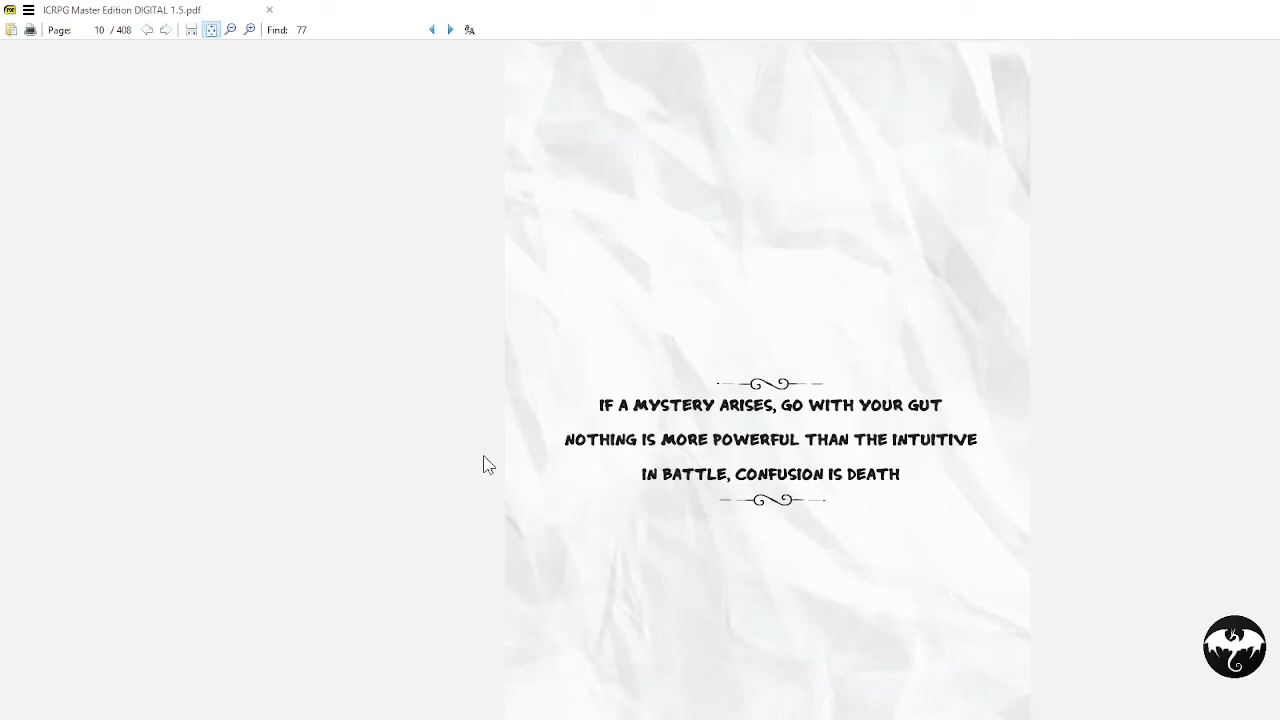 ICRPG Master Edition DIGITAL 1.5.pdf
Page: 10 / 408 Find: 77
IF A MYSTERY ARISES, GO WITH YOUR GUT
NOTHING IS MORE POWERFUL THAN THE INTUITIVE
IN BATTLE, CONFUSION IS DEATH